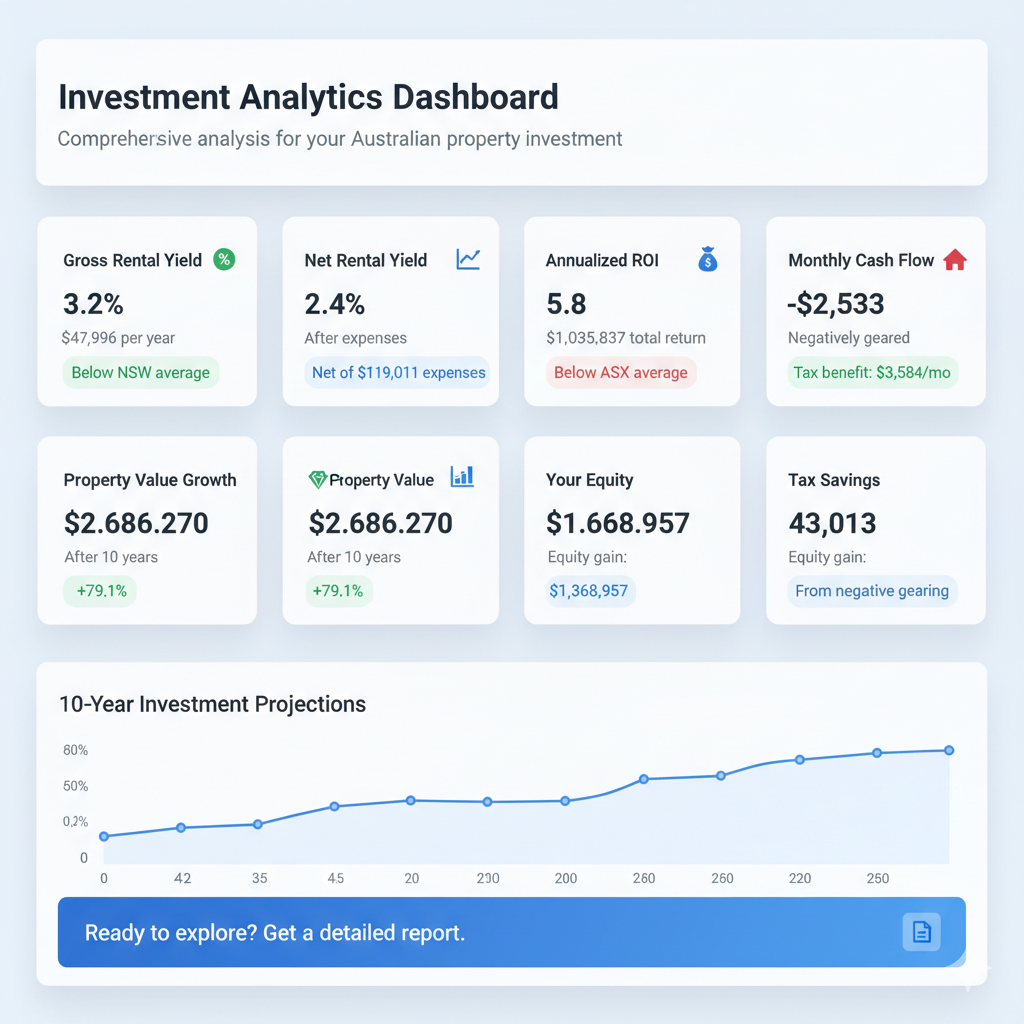 Investment Analytics Dashboard
Comprehensive analysis for your Australian property investment
Gross Rental Yield %
3.2%
$47,996 per year
Below NSW average
Net Rental Yield
2.4%
After expenses
Net of $119,011 expenses
Annualized ROI $
5.8
$1,035,837 total return
Below ASX average
Monthly Cash Flow
-$2,533
Negatively geared
Tax benefit: $3,584/mo
Property Value Growth
$2.686.270
After 10 years
+79.1%
Property Value
$2.686.270
After 10 years
+79.1%
Your Equity
$1.668.957
Equity gain:
$1,368,957
Tax Savings
43,013
Equity gain:
From negative gearing
10-Year Investment Projections
80%
50%
0,2%
0
0 42 35 45 20 290 200 260 260 220 250
Ready to explore? Get a detailed report.